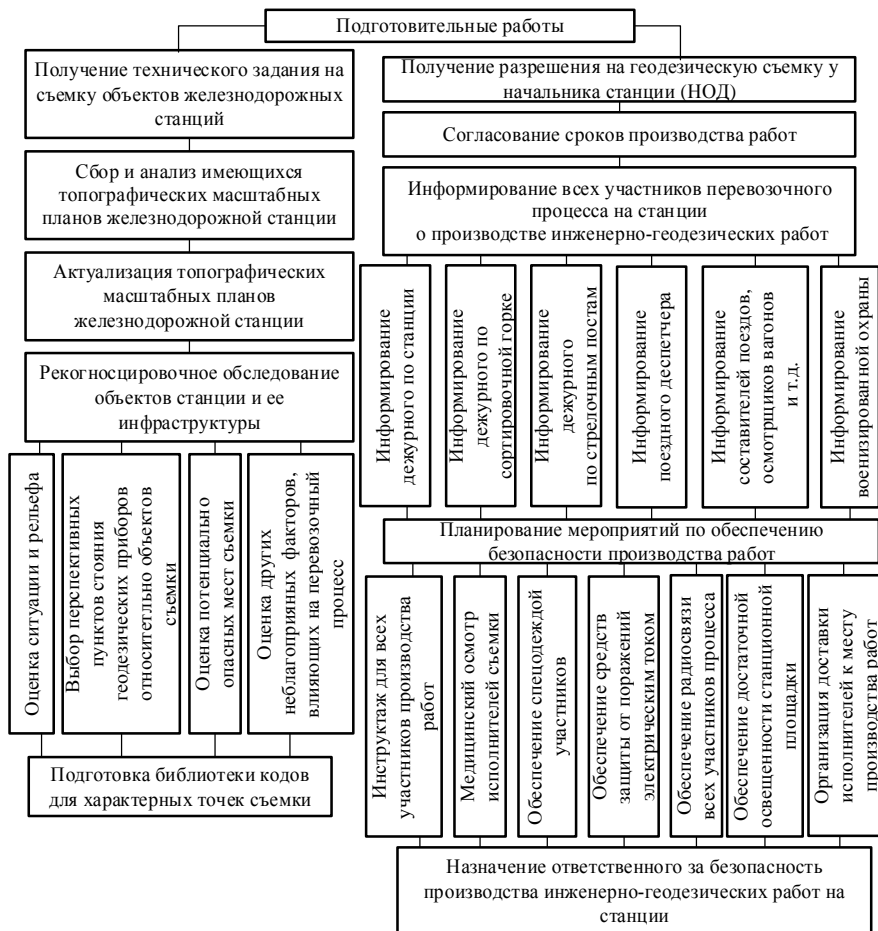 Подготовительные работы
Получение технического задания на
съемку объектов железнодорожных
станций
Сбор и анализ имеющихся
топографических масштабных
планов железнодорожной станции
Актуализация топографических
масштабных планов
железнодорожной станции
Рекогносцировочное обследование
объектов станции и ее
инфраструктуры
Оценка ситуации и рельефа
Выбор перспективных
пунктов стояния
геодезических приборов
относитетльно объектов
съемки
Оценка потенциально
опасных мест съемки
Оценка других
неблагоприяных факторов,
влияющих на перевозочный
процесс
Подготовка библиотеки кодов
для характерных точек съемки
Получение разрешения на геодезическую съемку у
начальника станции (НОД)
Согласование сроков производства работ
Информирование всех участников перевозочного
процесса на станции
о производстве инженерно-геодезических работ
Информирование
дежурного по станции
Информирование
дежурного по
сортировочной горке
Информирование
дежурного
по стрелочным постам
Информирование
поездного деспетчера
Информирование
составителей поездов,
осмотрщиков вагонов
и т.д.
Информирование
военизированной охраны
Планирование мероприятий по обеспечению
безопасности производства работ
Инструктаж для всех
участников производства
работ
Медицинский осмотр
исполнителей съемки
Обеспечение спецодеждой
участников
Обеспечение средств
защиты от поражений
электрическим током
Обеспечение радиосвязи
всех участников процесса
Обеспечение достаточной
освещенности станционной
площадки
Организация доставки
исполнителей к месту
производства работ
Назначение ответственного за безопасность
производства инженерно-геодезических работ на
станции